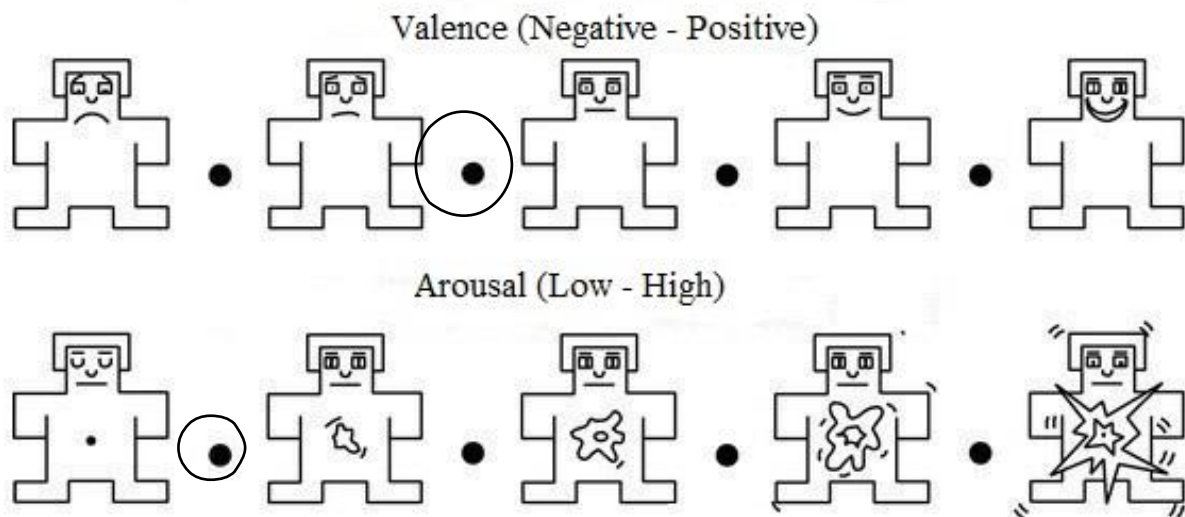 Valence (Negative - Positive)
Arousal (Low - High)